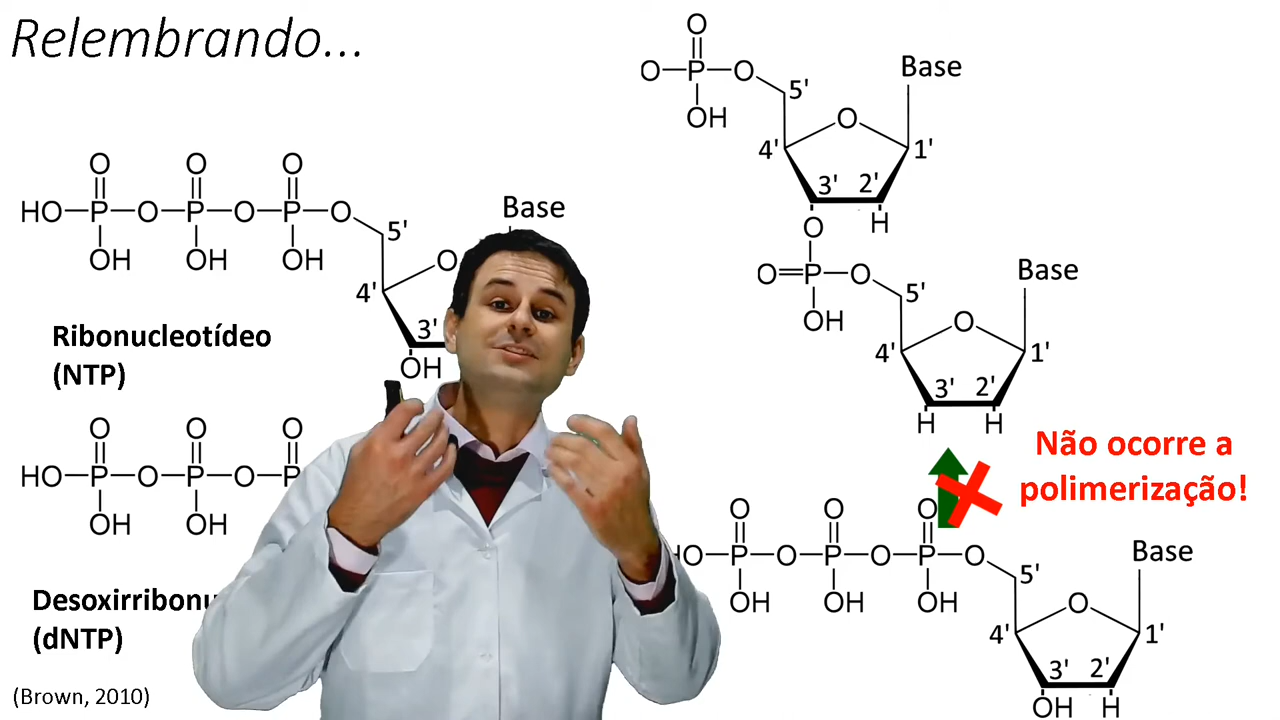 Relembrando...
O
O–P–O
OH
5'
Base
O
4'
1'
3'
2'
H
O
O=P–O
OH
5'
Base
O
4'
1'
3'
2'
H
H
O O O
HO–P–O–P–O–P–O
OH OH OH
5'
Base
O
4'
3'
OH
Ribonucleotídeo
(NTP)
O O O
HO–P–O–P–O–P
OH OH
Desoxirribonu
(dNTP)
(Brown, 2010)
Não ocorre a
polimerização!
O O O
HO–P–O–P–O–P–O
OH OH OH
5'
Base
O
4'
1'
3'
2'
OH H